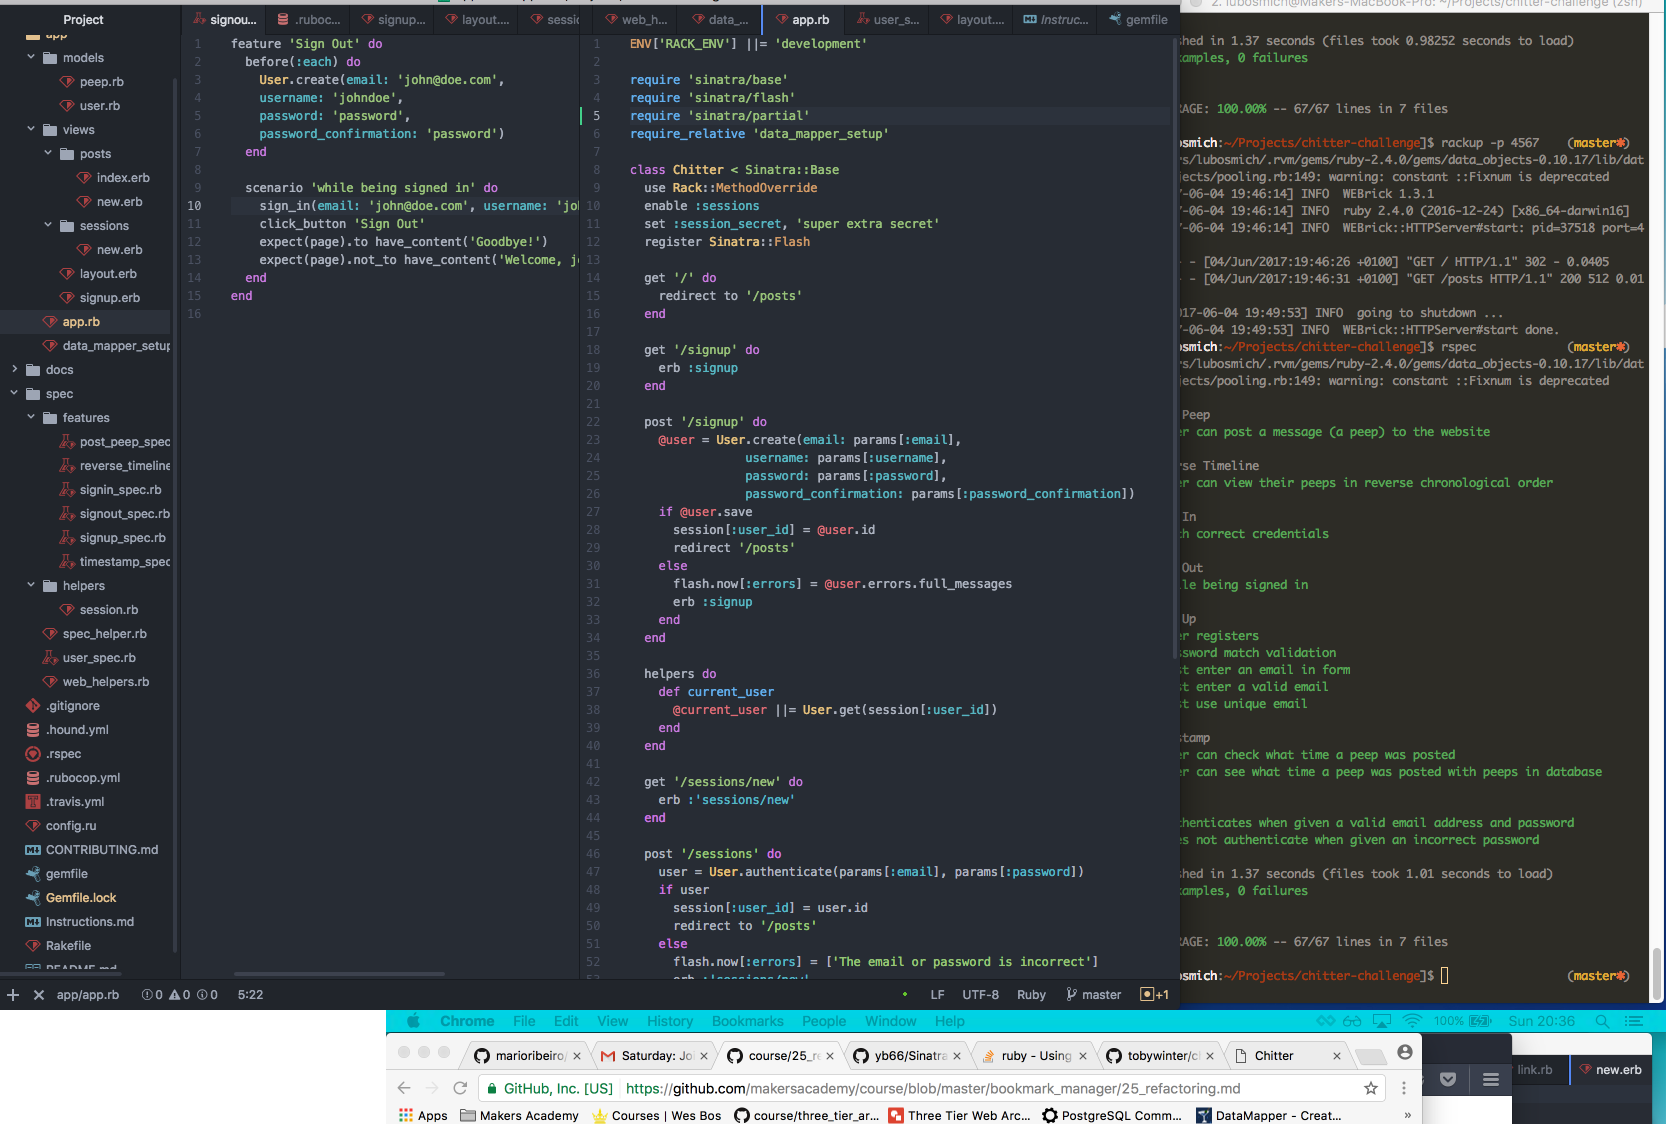 Project
app
models
peep.rb
user.rb
views
posts
index.erb
new.erb
sessions
new.erb
layout.erb
signup.erb
app.rb
data_mapper_setup
docs
spec
features
post_peep_spec
reverse_timeline
signin_spec.rb
signout_spec.rb
signup_spec.rb
timestamp_spec
helpers
session.rb
spec_helper.rb
user_spec.rb
web_helpers.rb
.gitignore
.hound.yml
.rspec
.rubocop.yml
.travis.yml
config.ru
CONTRIBUTING.md
gemfile
Gemfile.lock
Instructions.md
Rakefile
README.md
signou... .ruboc... signup... layout.... sessio
1 feature 'Sign Out' do
2 before(:each) do
3 User.create(email: 'john@doe.com',
4 username: 'johndoe',
5 password: 'password',
6 password_confirmation: 'password')
7 end
8
9 scenario 'while being signed in' do
10 sign_in(email: 'john@doe.com', username: 'joh
11 click_button 'Sign Out'
12 expect(page).to have_content('Goodbye!')
13 expect(page).not_to have_content('Welcome, j
14 end
15 end
16
web_h... data_... app.rb user_s... layout.... Instruc... gemfile
1 ENV['RACK_ENV'] ||= 'development'
2
3 require 'sinatra/base'
4 require 'sinatra/flash'
5 require 'sinatra/partial'
6 require_relative 'data_mapper_setup'
7
8 class Chitter < Sinatra::Base
9 use Rack::MethodOverride
10 enable :sessions
11 set :session_secret, 'super extra secret'
12 register Sinatra::Flash
13
14 get '/' do
15 redirect to '/posts'
16 end
17
18 get '/signup' do
19 erb :signup
20 end
21
22 post '/signup' do
23 @user = User.create(email: params[:email],
24 username: params[:username],
25 password: params[:password],
26 password_confirmation: params[:password_confirmation])
27 if @user.save
28 session[:user_id] = @user.id
29 redirect '/posts'
30 else
31 flash.now[:errors] = @user.errors.full_messages
32 erb :signup
33 end
34 end
35
36 helpers do
37 def current_user
38 @current_user ||= User.get(session[:user_id])
39 end
40 end
41
42 get '/sessions/new' do
43 erb :'sessions/new'
44 end
45
46 post '/sessions' do
47 user = User.authenticate(params[:email], params[:password])
48 if user
49 session[:user_id] = user.id
50 redirect to '/posts'
51 else
52 flash.now[:errors] = ['The email or password is incorrect']
53 erb :'sessions/new'
app/app.rb 0 0 0 5:22 LF UTF-8 Ruby master +1
2. lubosmich@Makers-MacBook-Pro: ~/Projects/chitter-challenge (zsh)
hed in 1.37 seconds (files took 0.98252 seconds to load)
amples, 0 failures
RAGE: 100.00% -- 67/67 lines in 7 files
osmich:~/Projects/chitter-challenge]$ rackup -p 4567 (master✱)
rs/lubosmich/.rvm/gems/ruby-2.4.0/gems/data_objects-0.10.17/lib/dat
jects/pooling.rb:149: warning: constant ::Fixnum is deprecated
7-06-04 19:46:14] INFO WEBrick 1.3.1
7-06-04 19:46:14] INFO ruby 2.4.0 (2016-12-24) [x86_64-darwin16]
7-06-04 19:46:14] INFO WEBrick::HTTPServer#start: pid=37518 port=4
- - [04/Jun/2017:19:46:26 +0100] "GET / HTTP/1.1" 302 - 0.0405
- - [04/Jun/2017:19:46:31 +0100] "GET /posts HTTP/1.1" 200 512 0.01
17-06-04 19:49:53] INFO going to shutdown ...
7-06-04 19:49:53] INFO WEBrick::HTTPServer#start done.
osmich:~/Projects/chitter-challenge]$ rspec (master✱)
rs/lubosmich/.rvm/gems/ruby-2.4.0/gems/data_objects-0.10.17/lib/dat
jects/pooling.rb:149: warning: constant ::Fixnum is deprecated
Peep
er can post a message (a peep) to the website
rse Timeline
er can view their peeps in reverse chronological order
In
th correct credentials
Out
ile being signed in
Up
er registers
ssword match validation
st enter an email in form
st enter a valid email
st use unique email
stamp
er can check what time a peep was posted
er can see what time a peep was posted with peeps in database
thenticates when given a valid email address and password
es not authenticate when given an incorrect password
shed in 1.37 seconds (files took 1.01 seconds to load)
amples, 0 failures
RAGE: 100.00% -- 67/67 lines in 7 files
osmich:~/Projects/chitter-challenge]$ (master✱)
Chrome File Edit View History Bookmarks People Window Help 100% Sun 20:36
marioribeiro/ Saturday: Joi course/25_re yb66/Sinatra ruby - Using tobywinter/cl Chitter
GitHub, Inc. [US] https://github.com/makersacademy/course/blob/master/bookmark_manager/25_refactoring.md
Apps Makers Academy Courses | Wes Bos course/three_tier_ar... Three Tier Web Arc... PostgreSQL Comm... DataMapper - Creat... »
link.rb new.erb